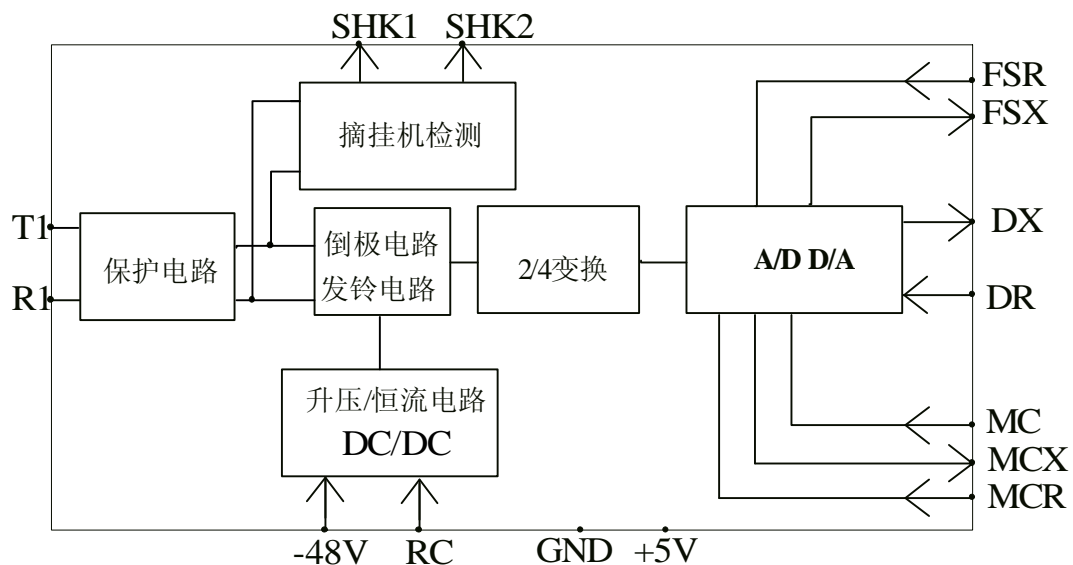 SHK1 SHK2
FSR
FSX
摘挂机检测
T1
R1
保护电路
倒极电路
发铃电路
2/4变换
A/D D/A
DX
DR
升压/恒流电路
DC/DC
MC
MCX
MCR
-48V RC GND +5V